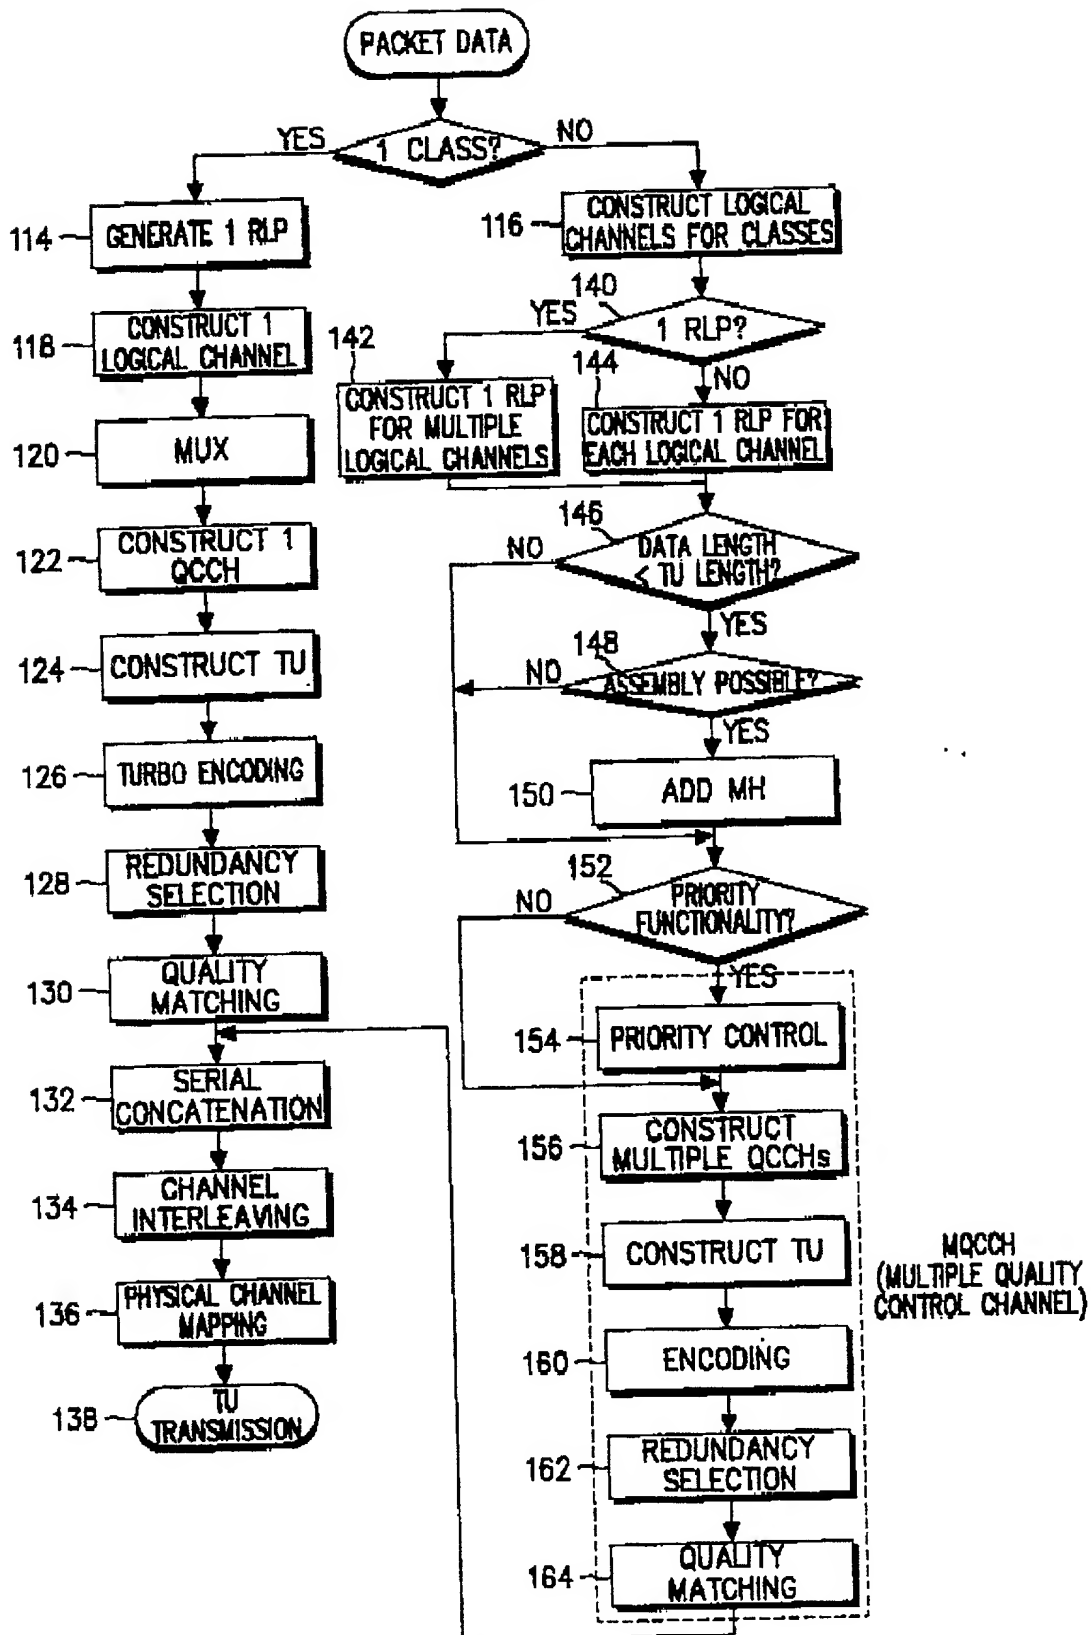 PACKET DATA
YES
1 CLASS?
NO
114
GENERATE 1 RLP
118
CONSTRUCT 1
LOGICAL CHANNEL
120
MUX
122
CONSTRUCT 1
QCCH
124
CONSTRUCT TU
126
TURBO ENCODING
128
REDUNDANCY
SELECTION
130
QUALITY
MATCHING
132
SERIAL
CONCATENATION
134
CHANNEL
INTERLEAVING
136
PHYSICAL CHANNEL
MAPPING
138
TU
TRANSMISSION
116
CONSTRUCT LOGICAL
CHANNELS FOR CLASSES
140
YES
1 RLP?
NO
142
CONSTRUCT 1 RLP
FOR MULTIPLE
LOGICAL CHANNELS
144
CONSTRUCT 1 RLP FOR
EACH LOGICAL CHANNEL
146
NO
DATA LENGTH
< TU LENGTH?
YES
148
NO
ASSEMBLY POSSIBLE?
YES
150
ADD MH
152
NO
PRIORITY
FUNCTIONALITY?
YES
154
PRIORITY CONTROL
156
CONSTRUCT
MULTIPLE QCCHs
158
CONSTRUCT TU
160
ENCODING
162
REDUNDANCY
SELECTION
164
QUALITY
MATCHING
MQCCH
(MULTIPLE QUALITY
CONTROL CHANNEL)